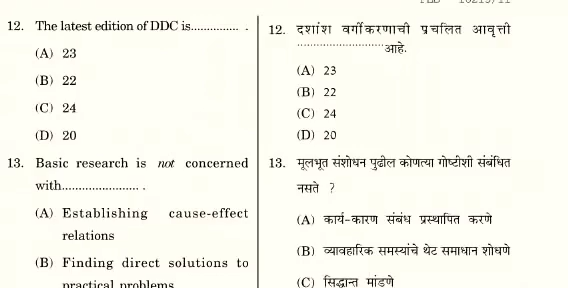 12. The latest edition of DDC is............... .
(A) 23
(B) 22
(C) 24
(D) 20
13. Basic research is not concerned
with........................ .
(A) Establishing cause-effect
relations
(B) Finding direct solutions to
practical problems
12. दशांश वर्गीकरणाची प्रचलित आवृत्ती
............................आहे.
(A) 23
(B) 22
(C) 24
(D) 20
13. मूलभूत संशोधन पुढील कोणत्या गोष्टीशी संबंधित
नसते ?
(A) कार्य-कारण संबंध प्रस्थापित करणे
(B) व्यावहारिक समस्यांचे थेट समाधान शोधणे
(C) सिद्धान्त मांडणे